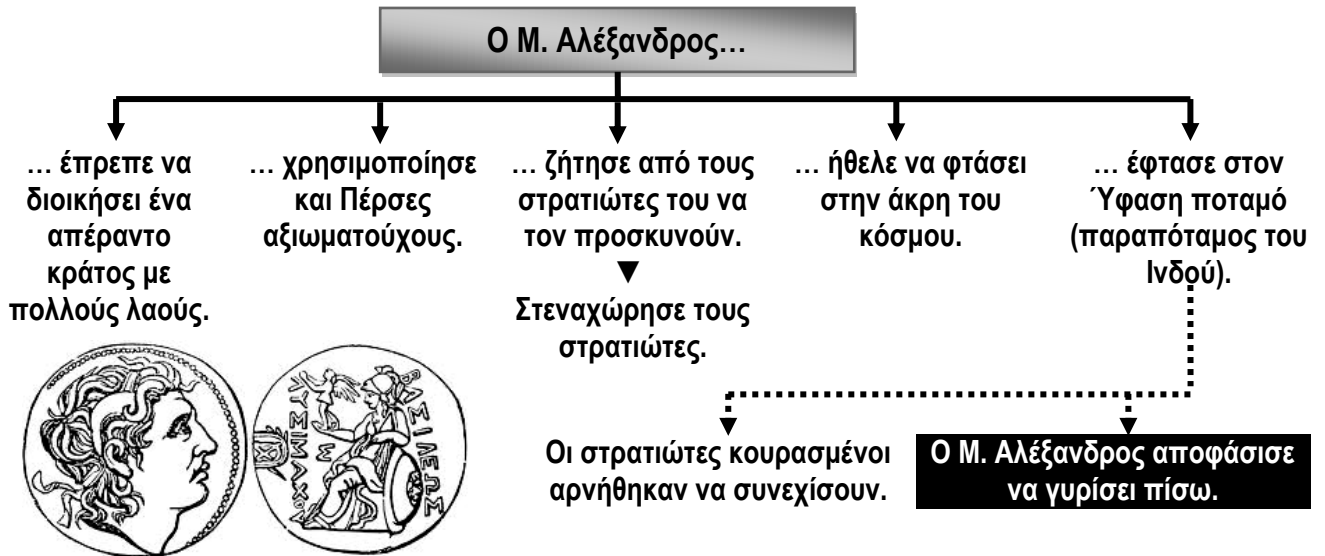 Ο Μ. Αλέξανδρος…
… έπρεπε να
διοικήσει ένα
απέραντο
κράτος με
πολλούς λαούς.
… χρησιμοποίησε
και Πέρσες
αξιωματούχους.
… ζήτησε από τους
στρατιώτες του να
τον προσκυνούν.
Στεναχώρησε τους
στρατιώτες.
… ήθελε να φτάσει
στην άκρη του
κόσμου.
… έφτασε στον
Ύφαση ποταμό
(παραπόταμος του
Ινδού).
ΒΑΣΙΛΕΩΣ
ΛΥΣΙΜΑΧΟΥ
Οι στρατιώτες κουρασμένοι
αρνήθηκαν να συνεχίσουν.
Ο Μ. Αλέξανδρος αποφάσισε
να γυρίσει πίσω.